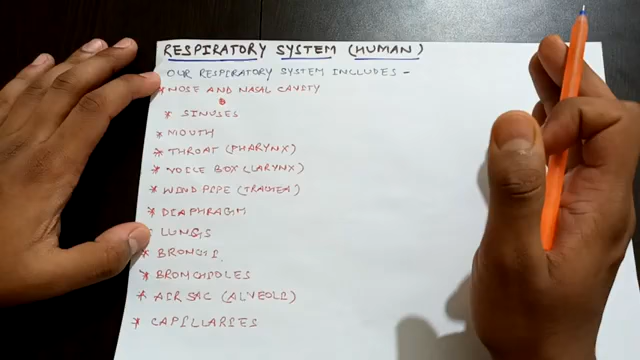 RESPIRATORY SYSTEM (HUMAN)
OUR RESPIRATORY SYSTEM INCLUDES -
* NOSE AND NASAL CAVITY
* SINUSES
* MOUTH
* THROAT (PHARYNX)
* VOICE BOX (LARYNX)
* WIND PIPE (TRACHEA)
* DIAPHRAGM
* LUNGS
* BRONCHI
* BRONCHIOLES
* AIR SAC (ALVEOLI)
* CAPILLARIES